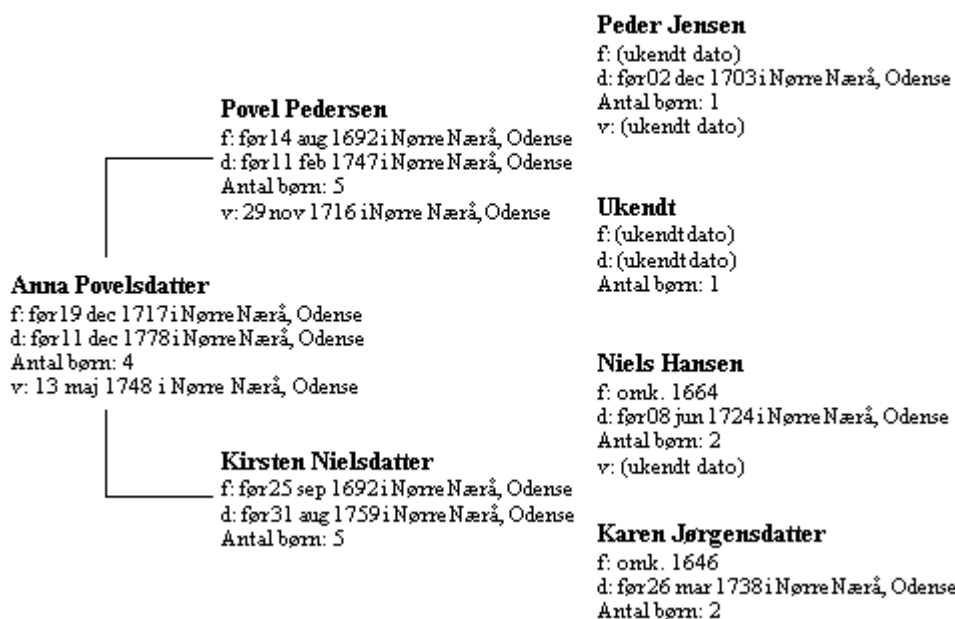 Peder Jensen
f: (ukendt dato)
d: før 02 dec 1703 i Nørre Nærå, Odense
Antal børn: 1
v: (ukendt dato)
Povel Pedersen
f: før 14 aug 1692 i Nørre Nærå, Odense
d: før 11 feb 1747 i Nørre Nærå, Odense
Antal børn: 5
v: 29 nov 1716 i Nørre Nærå, Odense
Ukendt
f: (ukendt dato)
d: (ukendt dato)
Antal børn: 1
Anna Povelsdatter
f: før 19 dec 1717 i Nørre Nærå, Odense
d: før 11 dec 1778 i Nørre Nærå, Odense
Antal børn: 4
v: 13 maj 1748 i Nørre Nærå, Odense
Niels Hansen
f: omk. 1664
d: før 08 jun 1724 i Nørre Nærå, Odense
Antal børn: 2
v: (ukendt dato)
Kirsten Nielsdatter
f: før 25 sep 1692 i Nørre Nærå, Odense
d: før 31 aug 1759 i Nørre Nærå, Odense
Antal børn: 5
Karen Jørgensdatter
f: omk. 1646
d: før 26 mar 1738 i Nørre Nærå, Odense
Antal børn: 2